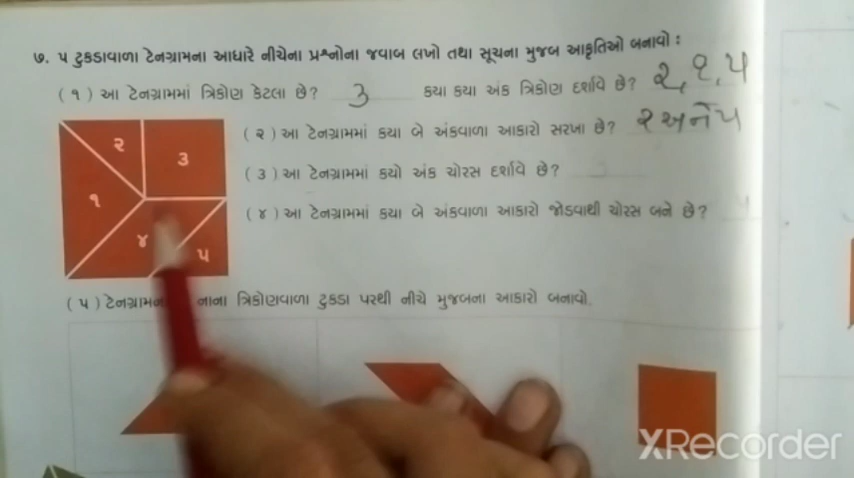 ૭. ૫ ટુકડાવાળા ટેનગ્રામના આધારે નીચેના પ્રશ્નોના જવાબ લખો તથા સૂચના મુજબ આકૃતિઓ બનાવો :
(૧) આ ટેનગ્રામમાં ત્રિકોણ કેટલા છે? 3 કયા કયા અંક ત્રિકોણ દર્શાવે છે? ૨,૧,૫
(૨) આ ટેનગ્રામમાં કયા બે અંકવાળા આકારો સરખા છે? ૨ અને ૫
(૩) આ ટેનગ્રામમાં કયો અંક ચોરસ દર્શાવે છે?
(૪) આ ટેનગ્રામમાં કયા બે અંકવાળા આકારો જોડવાથી ચોરસ બને છે?
૨
૩
૧
૪
૫
(૫) ટેનગ્રામન નાના ત્રિકોણવાળા ટુકડા પરથી નીચે મુજબના આકારો બનાવો.
XRecorder